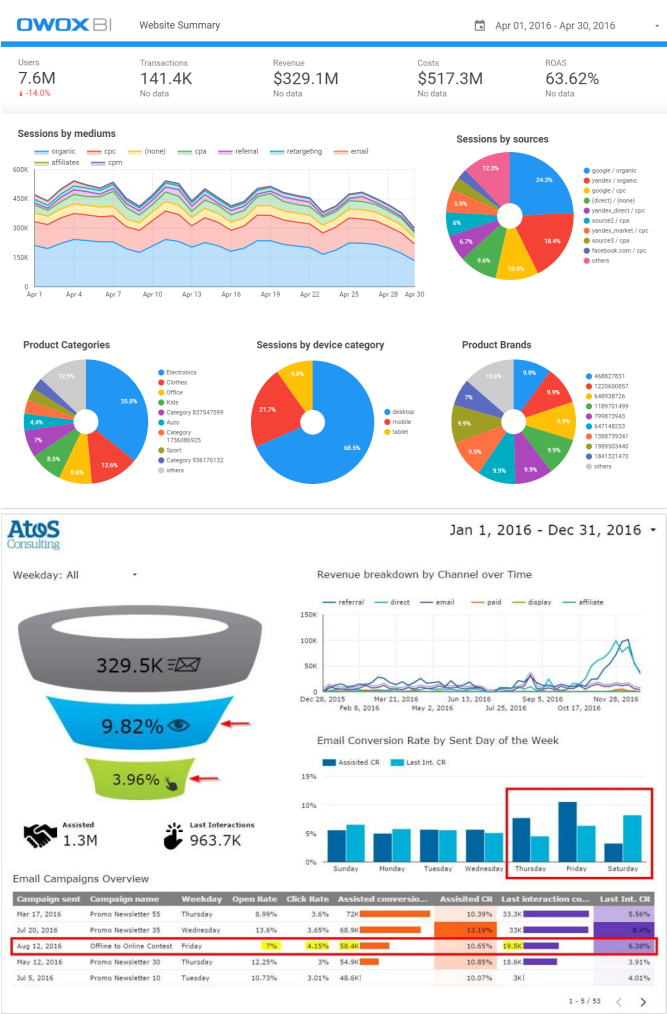 OWOX BI Website Summary Apr 01, 2016 - Apr 30, 2016
Users Transactions Revenue Costs ROAS
7.6M 141.4K $329.1M $517.3M 63.62%
-14.0% No data No data No data No data
Sessions by mediums
organic cpc (none) cpa referral retargeting email
affiliates cpm
600K
450K
300K
150K
0
Apr 1 Apr 4 Apr 7 Apr 10 Apr 13 Apr 16 Apr 19 Apr 22 Apr 25 Apr 28 Apr 30
Sessions by sources
12.3%
24.3%
5.9%
6%
6.7%
18.4%
9.6%
10.9%
google / organic
yandex / organic
google / cpc
(direct) / (none)
yandex_direct / cpc
source2 / cpa
yandex_market / cpc
source3 / cpa
facebook.com / cpc
others
Product Categories
12.9%
35.8%
4.4%
7%
8.5%
8.6%
12.6%
Electronics
Clothes
Office
Kids
Category 837547599
Auto
Category
1736086925
Sport
Category 936176132
others
Sessions by device category
9.8%
21.7%
68.5%
desktop
mobile
tablet
Product Brands
13.6%
9.9%
7%
9.9%
9.9%
9.9%
9.9%
9.9%
9.9%
9.9%
468827831
1220600857
648938726
1189701499
799873943
647148253
1388739341
1989503440
1841321470
others
Atos
Consulting
Jan 1, 2016 - Dec 31, 2016
Weekday: All
329.5K
9.82%
3.96%
Assisted
1.3M
Last Interactions
963.7K
Revenue breakdown by Channel over Time
referral direct email paid display affiliate
150K
100K
50K
0
Dec 28, 2015 Mar 21, 2016 Jun 13, 2016 Sep 5, 2016 Nov 28, 2016
Feb 8, 2016 May 2, 2016 Jul 25, 2016 Oct 17, 2016
Email Conversion Rate by Sent Day of the Week
Assisited CR Last Int. CR
15%
10%
5%
0%
Sunday Monday Tuesday Wednesday Thursday Friday Saturday
Email Campaigns Overview
Campaign sent Campaign name Weekday Open Rate Click Rate Assisted conversio... Assisited CR Last interaction co... Last Int. CR
Mar 17, 2016 Promo Newsletter 55 Thursday 8.99% 3.6% 72K 10.39% 33.3K 5.56%
Jul 20, 2016 Promo Newsletter 35 Wednesday 13.6% 3.65% 68.9K 13.19% 33K 8.4%
Aug 12, 2016 Offline to Online Contest Friday 7% 4.15% 58.4K 10.65% 19.5K 6.38%
May 12, 2016 Promo Newsletter 30 Thursday 12.25% 3% 54.9K 10.85% 18.6K 3.91%
Jul 5, 2016 Promo Newsletter 10 Tuesday 10.73% 3.01% 48.6K 10.07% 3K 4.01%
1 - 5 / 53